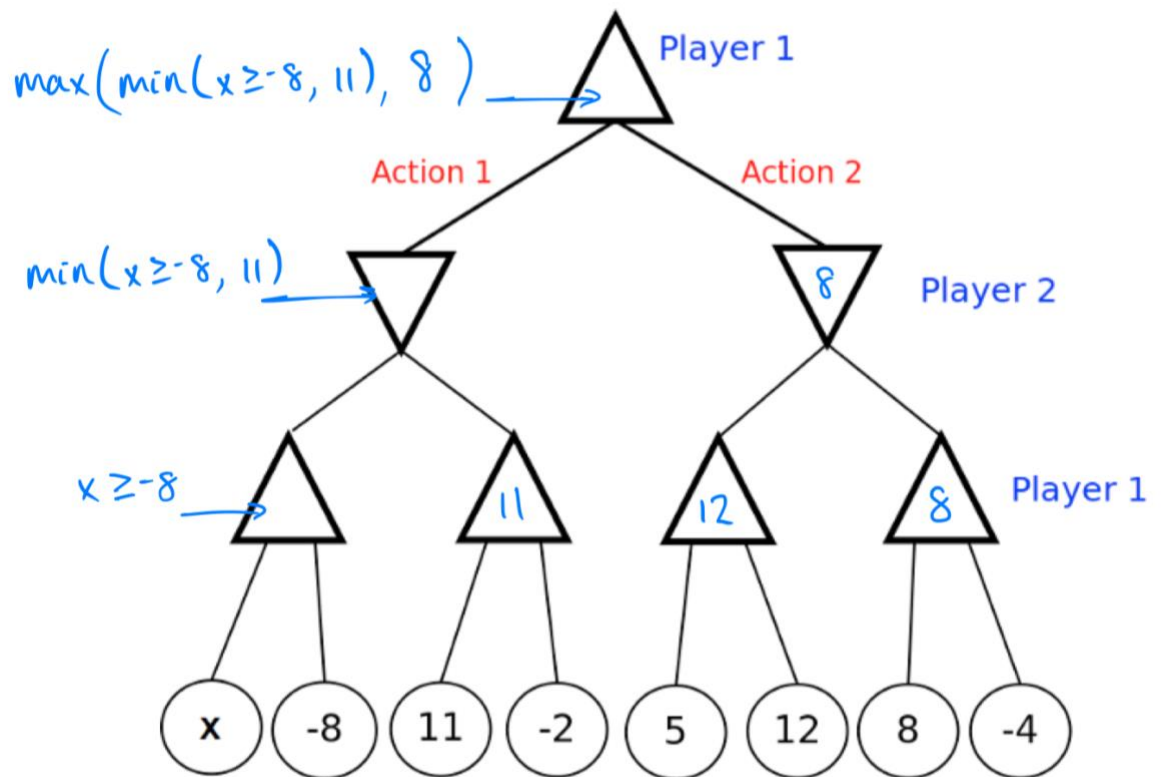 Player 1
max(min(x≥-8, 11), 8)
Action 1 Action 2
min(x≥-8, 11)
8
Player 2
x≥-8
11
12
8
Player 1
x -8 11 -2 5 12 8 -4